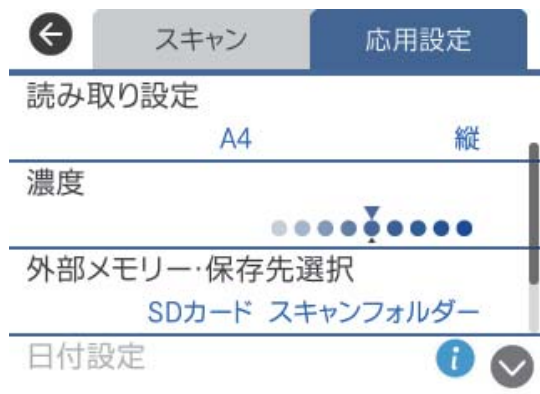 スキャン 応用設定
読み取り設定
A4 縦
濃度
外部メモリー・保存先選択
SDカード スキャンフォルダー
日付設定 i